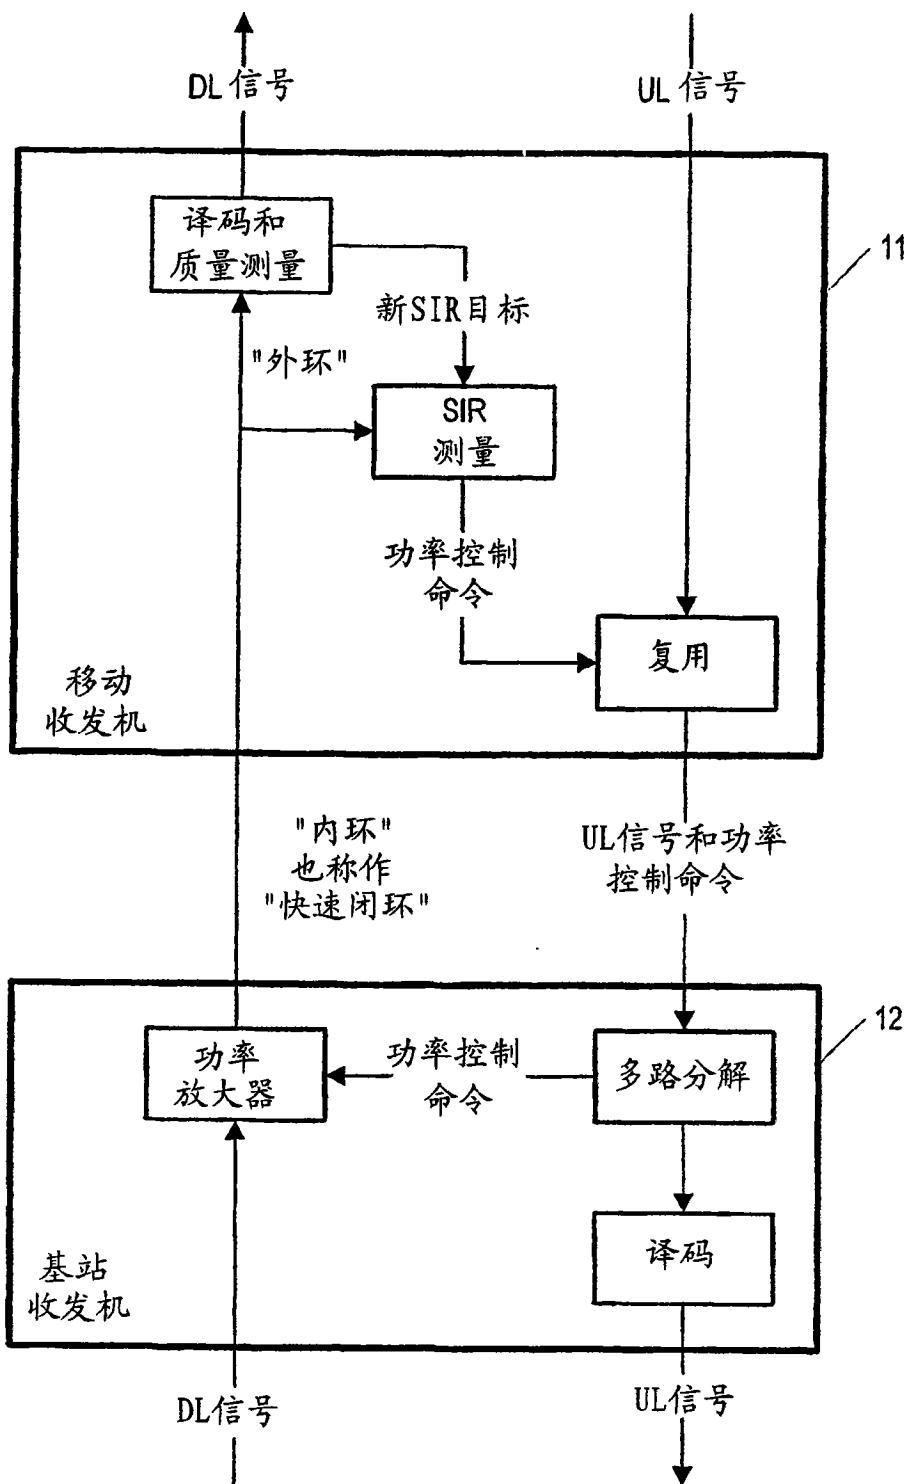 DL信号
UL信号
译码和
质量测量
11
新SIR目标
"外环"
SIR
测量
功率控制
命令
复用
移动
收发机
"内环"
也称作
"快速闭环"
UL信号和功率
控制命令
12
功率
放大器
功率控制
命令
多路分解
译码
基站
收发机
DL信号
UL信号